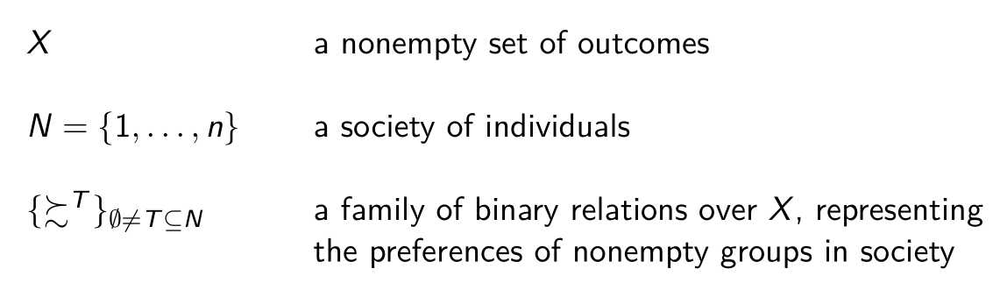 X a nonempty set of outcomes
N = {1, . . . , n} a society of individuals
{≿^T}_{∅≠T⊆N} a family of binary relations over X, representing
the preferences of nonempty groups in society